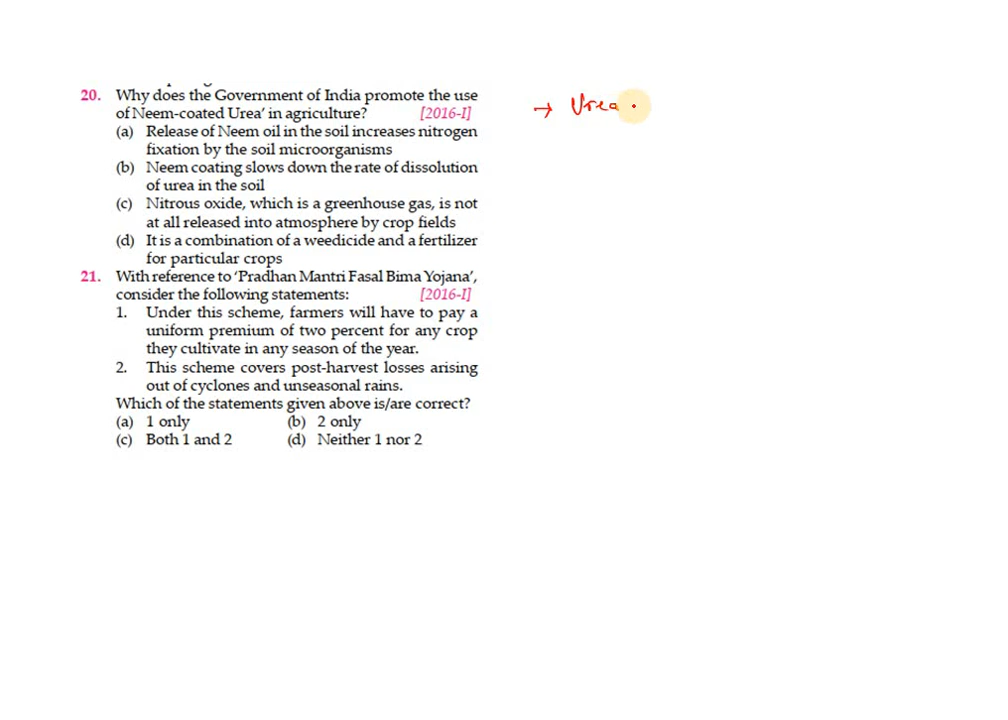 20. Why does the Government of India promote the use
of Neem-coated Urea' in agriculture? [2016-I]
(a) Release of Neem oil in the soil increases nitrogen
fixation by the soil microorganisms
(b) Neem coating slows down the rate of dissolution
of urea in the soil
(c) Nitrous oxide, which is a greenhouse gas, is not
at all released into atmosphere by crop fields
(d) It is a combination of a weedicide and a fertilizer
for particular crops
21. With reference to 'Pradhan Mantri Fasal Bima Yojana',
consider the following statements: [2016-I]
1. Under this scheme, farmers will have to pay a
uniform premium of two percent for any crop
they cultivate in any season of the year.
2. This scheme covers post-harvest losses arising
out of cyclones and unseasonal rains.
Which of the statements given above is/are correct?
(a) 1 only (b) 2 only
(c) Both 1 and 2 (d) Neither 1 nor 2
→ Urea